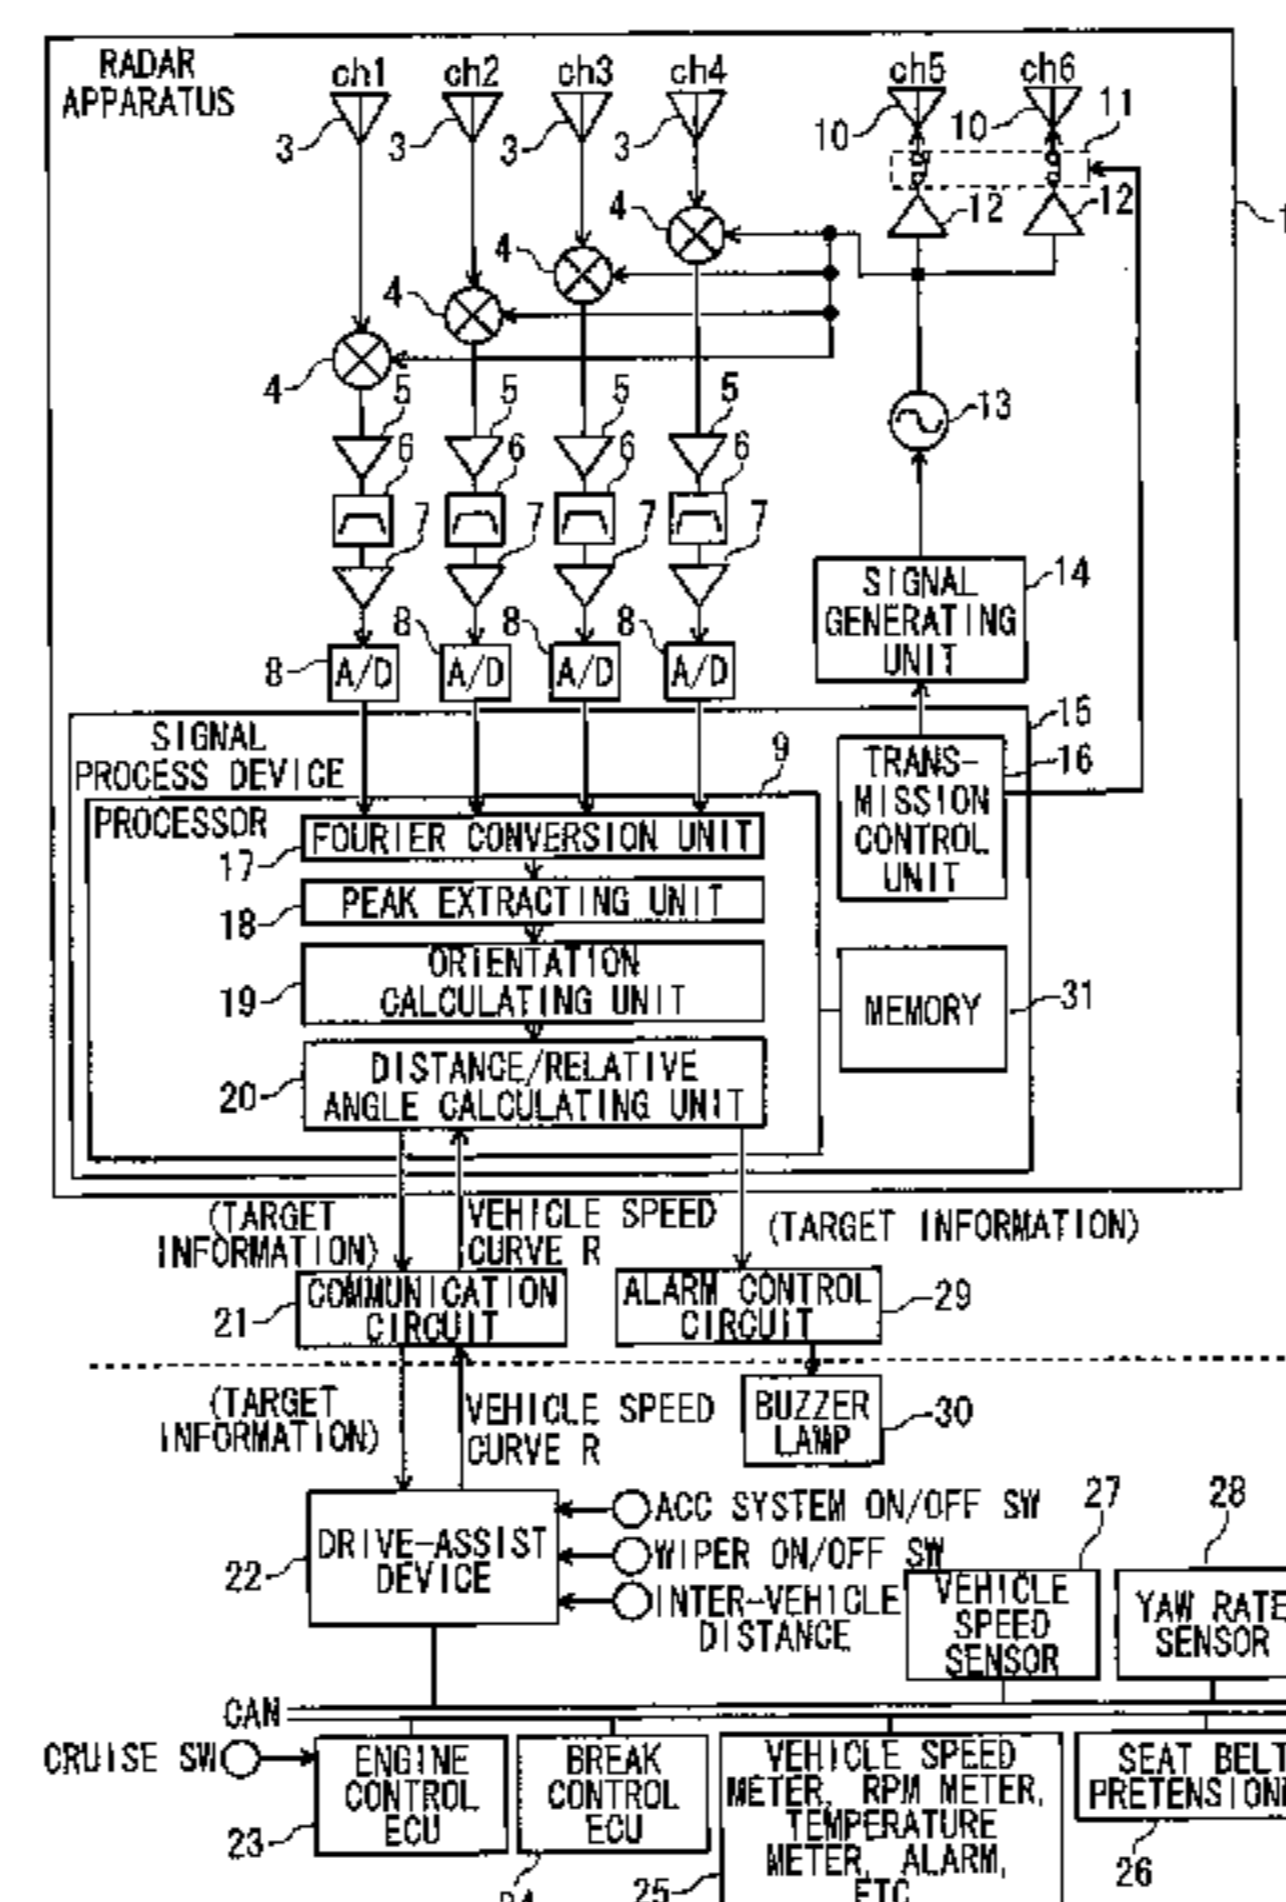 RADAR
APPARATUS
ch1 ch2 ch3 ch4 ch5 ch6
3 3 3 3 10 10 11
4 4 4 4 12 12
5 5 5 5 13
6 6 6 6
7 7 7 7
SIGNAL
GENERATING
UNIT
14
8 8 8 8
A/D A/D A/D A/D
SIGNAL
PROCESS DEVICE
9
15
TRANS-
MISSION
CONTROL
UNIT
16
PROCESSOR
FOURIER CONVERSION UNIT
17
PEAK EXTRACTING UNIT
18
ORIENTATION
CALCULATING UNIT
19
MEMORY
31
DISTANCE/RELATIVE
ANGLE CALCULATING UNIT
20
(TARGET
INFORMATION)
VEHICLE SPEED
CURVE R
(TARGET INFORMATION)
COMMUNICATION
CIRCUIT
21
ALARM CONTROL
CIRCUIT
29
(TARGET
INFORMATION)
VEHICLE SPEED
CURVE R
BUZZER
LAMP
30
DRIVE-ASSIST
DEVICE
22
ACC SYSTEM ON/OFF SW
WIPER ON/OFF SW
INTER-VEHICLE
DISTANCE
27
VEHICLE
SPEED
SENSOR
28
YAW RATE
SENSOR
CAN
CRUISE SW
ENGINE
CONTROL
ECU
23
BREAK
CONTROL
ECU
VEHICLE SPEED
METER, RPM METER,
TEMPERATURE
METER, ALARM,
ETC
25
SEAT BELT
PRETENSION
26